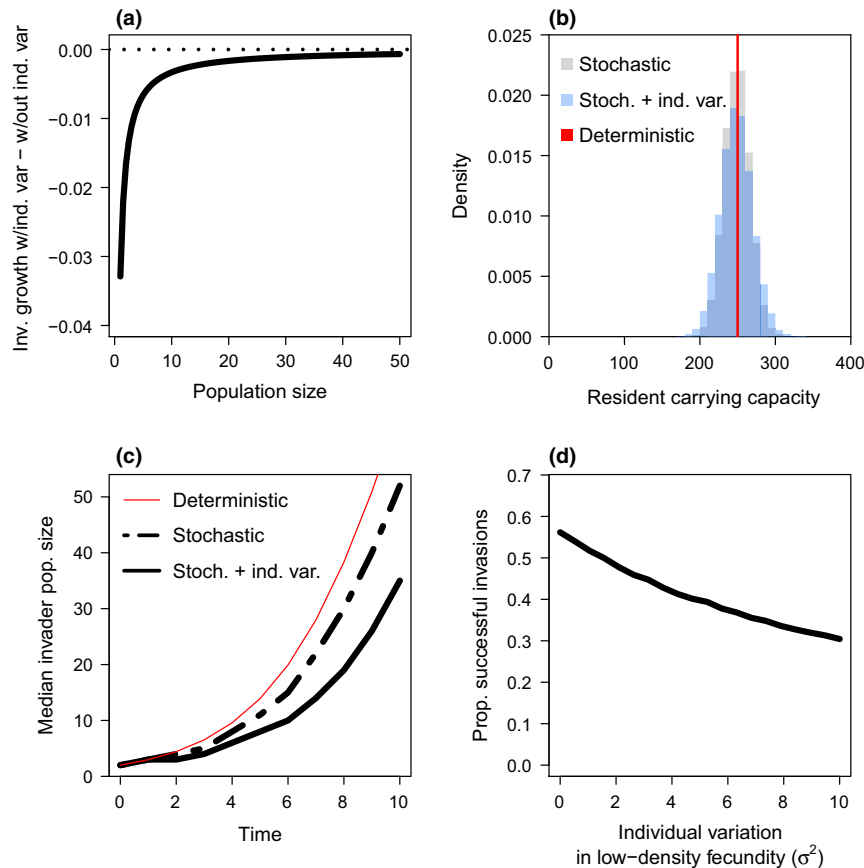 (a)
Inv. growth w/ind. var − w/out ind. var
0.00
−0.01
−0.02
−0.03
−0.04
0 10 20 30 40 50
Population size
(b)
Density
0.025
0.020
0.015
0.010
0.005
0.000
Stochastic
Stoch. + ind. var.
Deterministic
0 100 200 300 400
Resident carrying capacity
(c)
Median invader pop. size
50
40
30
20
10
0
Deterministic
Stochastic
Stoch. + ind. var.
0 2 4 6 8 10
Time
(d)
Prop. successful invasions
0.7
0.6
0.5
0.4
0.3
0.2
0.1
0.0
0 2 4 6 8 10
Individual variation
in low−density fecundity (σ²)